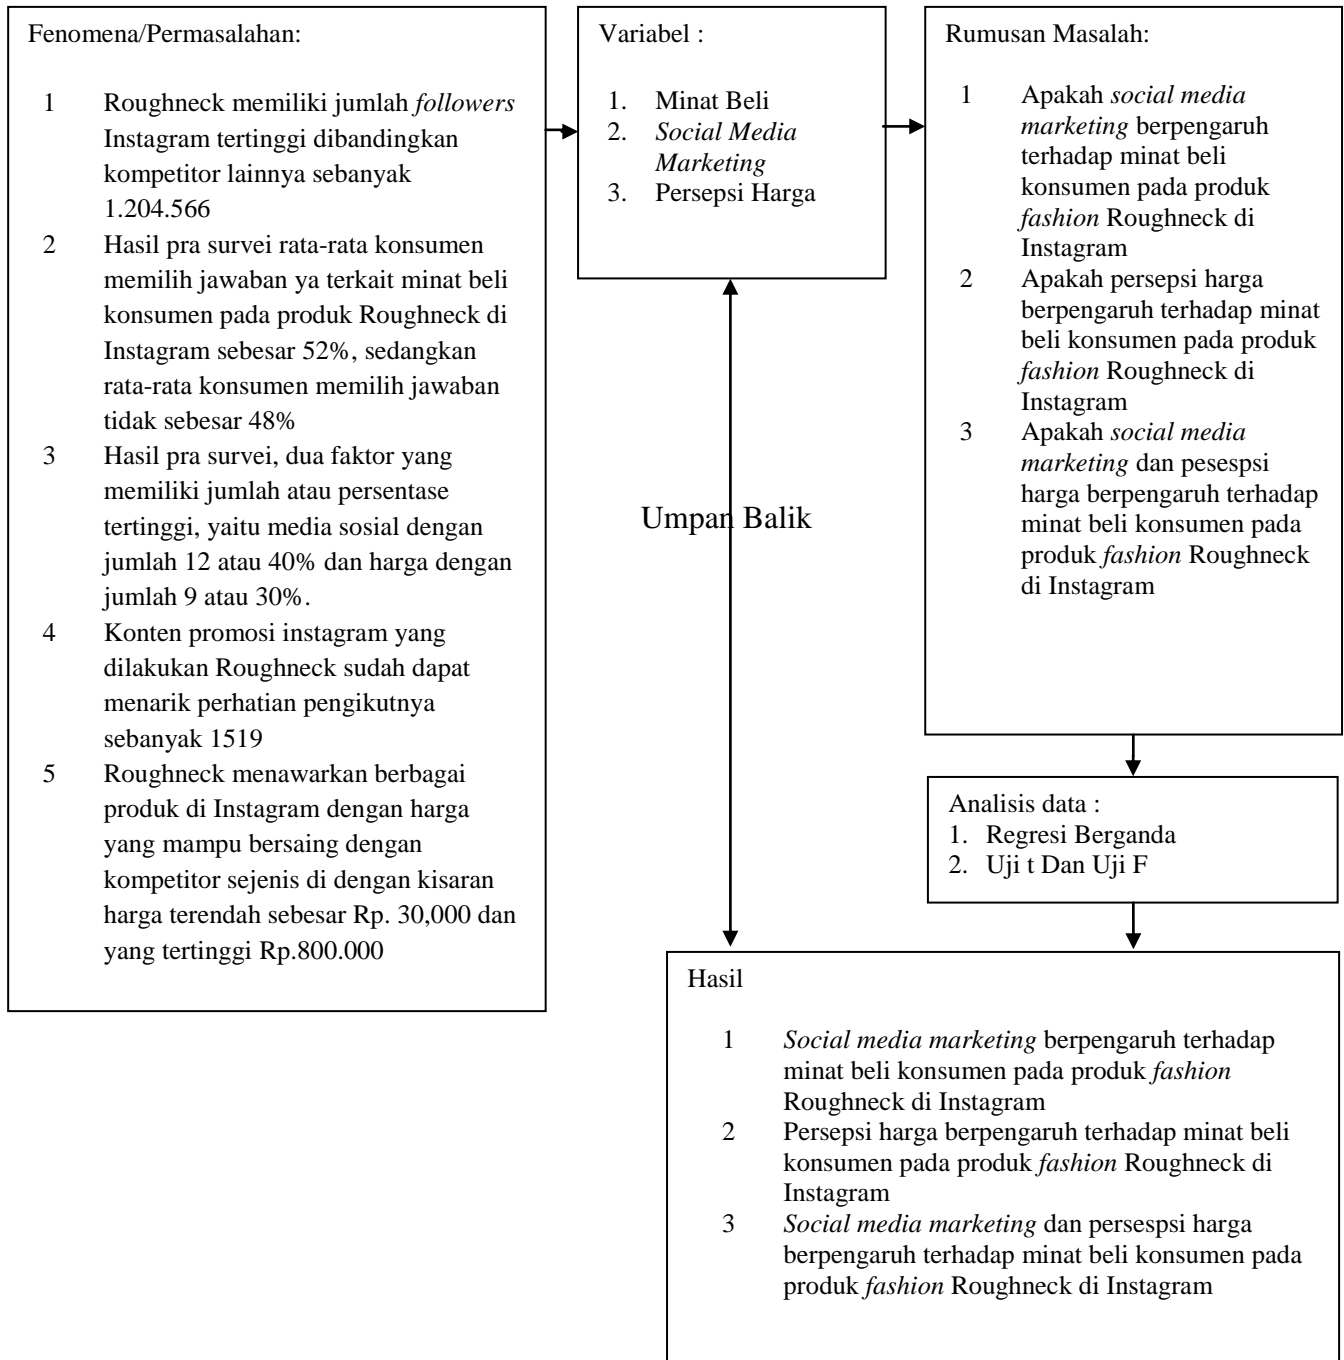 Fenomena/Permasalahan:
1 Roughneck memiliki jumlah followers
Instagram tertinggi dibandingkan
kompetitor lainnya sebanyak
1.204.566
2 Hasil pra survei rata-rata konsumen
memilih jawaban ya terkait minat beli
konsumen pada produk Roughneck di
Instagram sebesar 52%, sedangkan
rata-rata konsumen memilih jawaban
tidak sebesar 48%
3 Hasil pra survei, dua faktor yang
memiliki jumlah atau persentase
tertinggi, yaitu media sosial dengan
jumlah 12 atau 40% dan harga dengan
jumlah 9 atau 30%.
4 Konten promosi instagram yang
dilakukan Roughneck sudah dapat
menarik perhatian pengikutnya
sebanyak 1519
5 Roughneck menawarkan berbagai
produk di Instagram dengan harga
yang mampu bersaing dengan
kompetitor sejenis di dengan kisaran
harga terendah sebesar Rp. 30,000 dan
yang tertinggi Rp.800.000
Variabel :
1. Minat Beli
2. Social Media
Marketing
3. Persepsi Harga
Rumusan Masalah:
1 Apakah social media
marketing berpengaruh
terhadap minat beli
konsumen pada produk
fashion Roughneck di
Instagram
2 Apakah persepsi harga
berpengaruh terhadap minat
beli konsumen pada produk
fashion Roughneck di
Instagram
3 Apakah social media
marketing dan pesespsi
harga berpengaruh terhadap
minat beli konsumen pada
produk fashion Roughneck
di Instagram
Umpan Balik
Analisis data :
1. Regresi Berganda
2. Uji t Dan Uji F
Hasil
1 Social media marketing berpengaruh terhadap
minat beli konsumen pada produk fashion
Roughneck di Instagram
2 Persepsi harga berpengaruh terhadap minat beli
konsumen pada produk fashion Roughneck di
Instagram
3 Social media marketing dan persespsi harga
berpengaruh terhadap minat beli konsumen pada
produk fashion Roughneck di Instagram